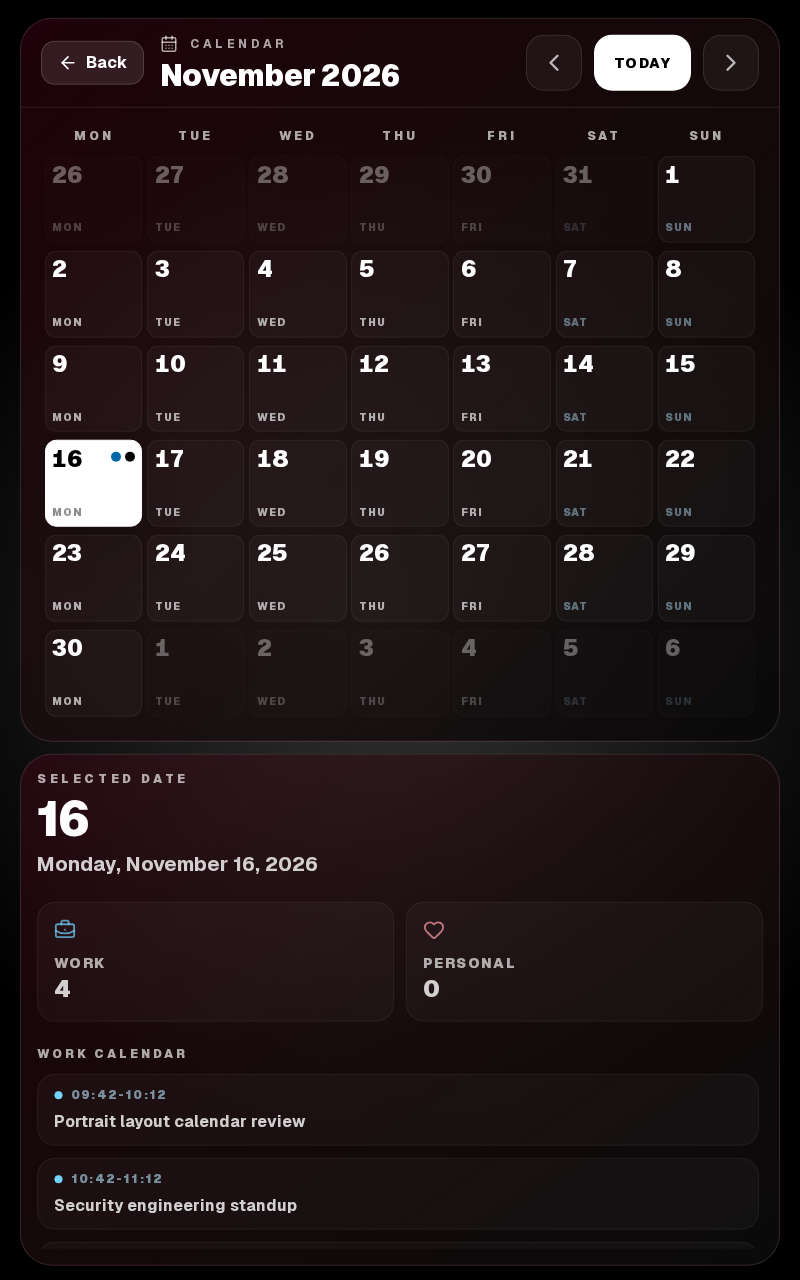 Back
CALENDAR
November 2026
TODAY
MON TUE WED THU FRI SAT SUN
26 27 28 29 30 31 1
MON TUE WED THU FRI SAT SUN
2 3 4 5 6 7 8
MON TUE WED THU FRI SAT SUN
9 10 11 12 13 14 15
MON TUE WED THU FRI SAT SUN
16 17 18 19 20 21 22
MON TUE WED THU FRI SAT SUN
23 24 25 26 27 28 29
MON TUE WED THU FRI SAT SUN
30 1 2 3 4 5 6
MON TUE WED THU FRI SAT SUN
SELECTED DATE
16
Monday, November 16, 2026
WORK
4
PERSONAL
0
WORK CALENDAR
09:42-10:12
Portrait layout calendar review
10:42-11:12
Security engineering standup